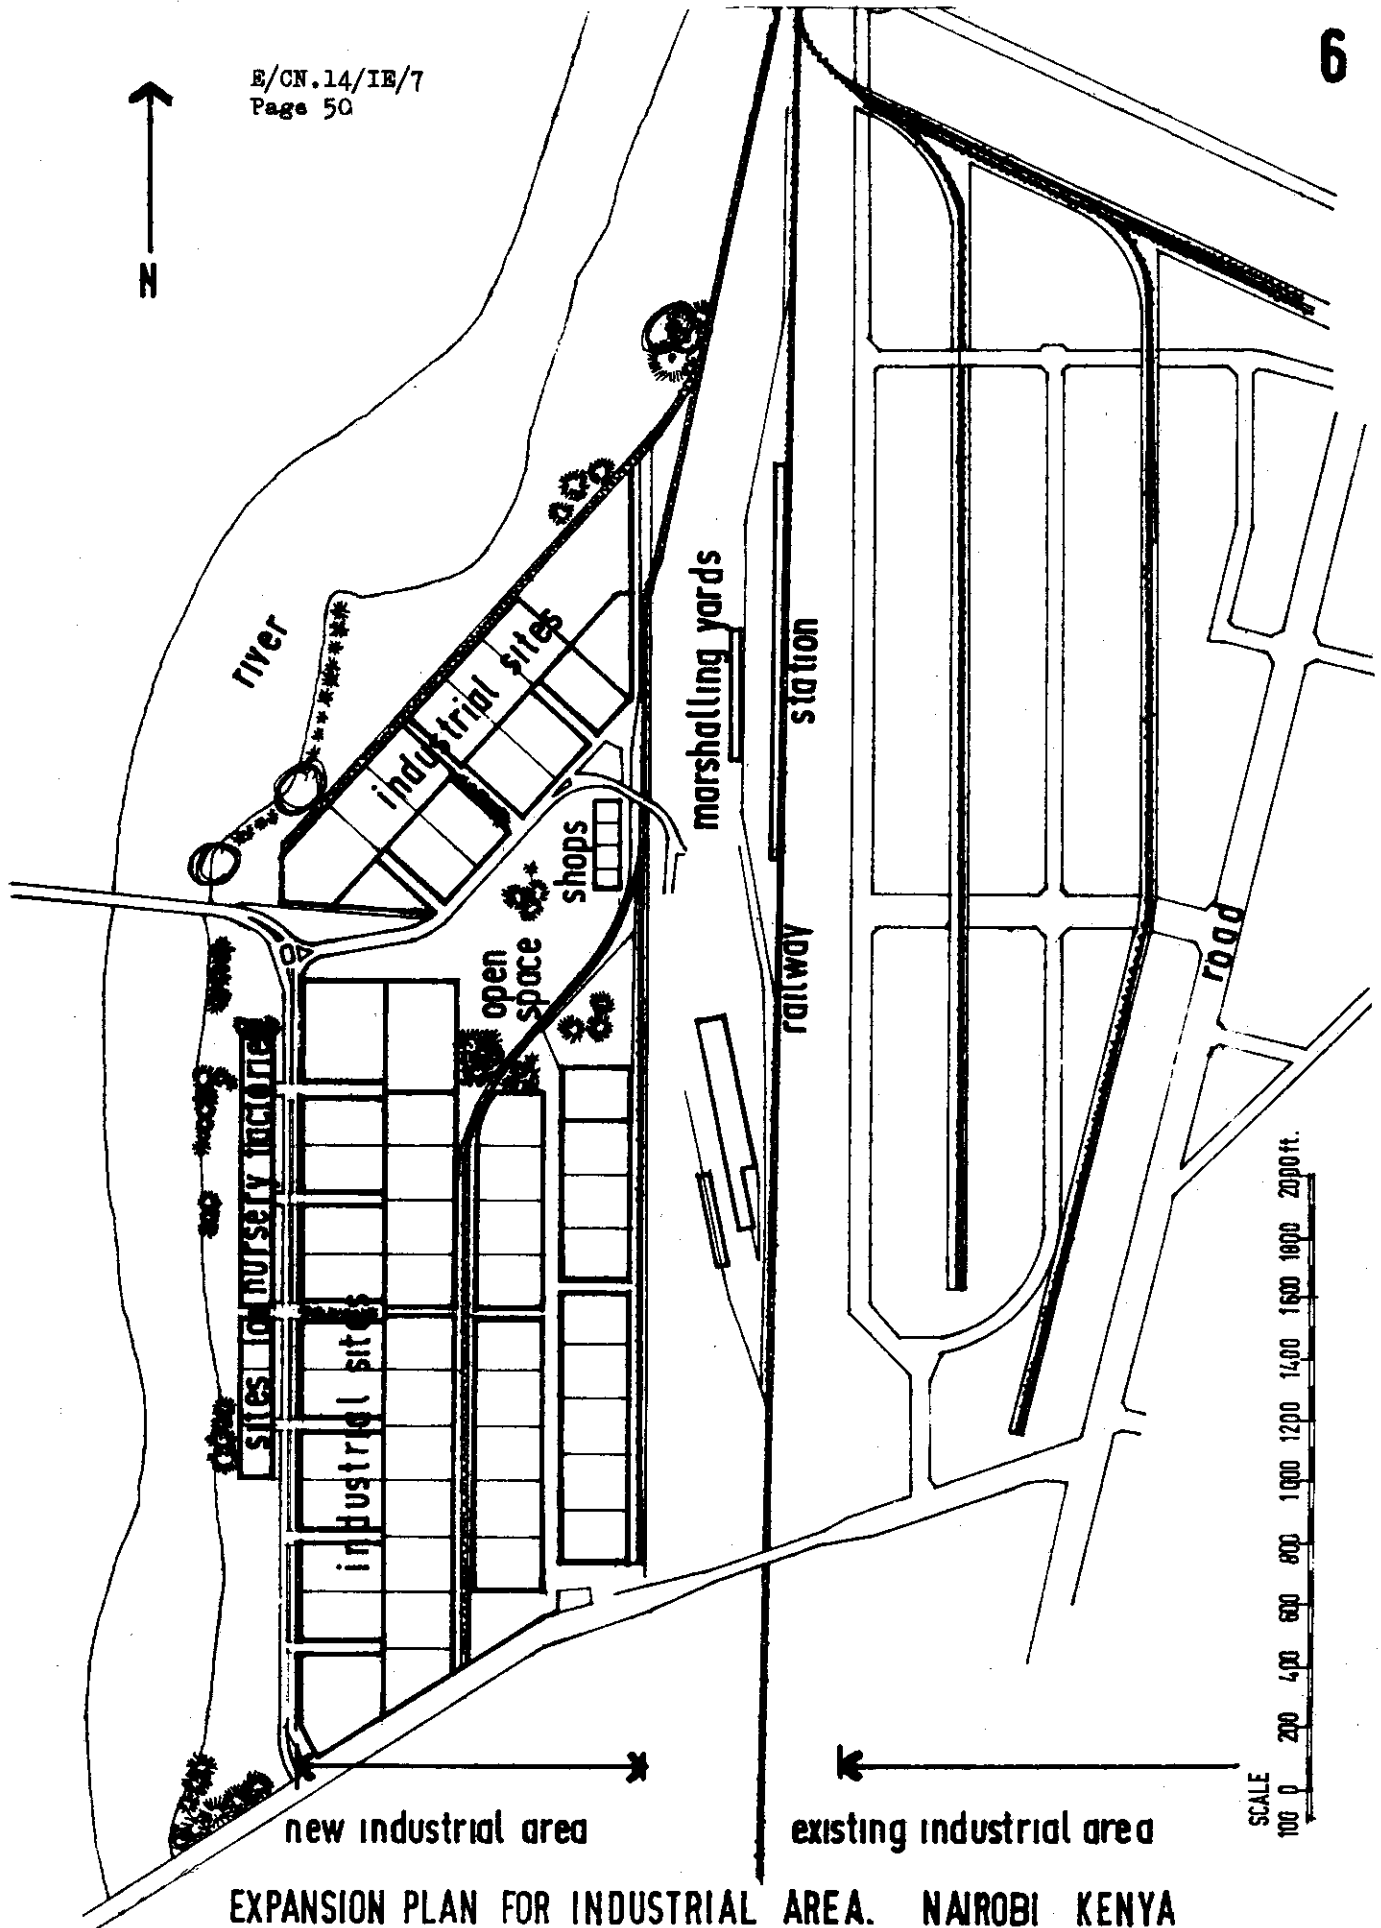 6
E/CN.14/IE/7
Page 50
N
river
industrial sites
marshalling yards
station
railway
shops
open
space
road
sites for nursery factories
industrial sites
SCALE
100 0 200 400 600 800 1000 1200 1400 1600 1800 2000 ft.
new industrial area
existing industrial area
EXPANSION PLAN FOR INDUSTRIAL AREA. NAIROBI KENYA